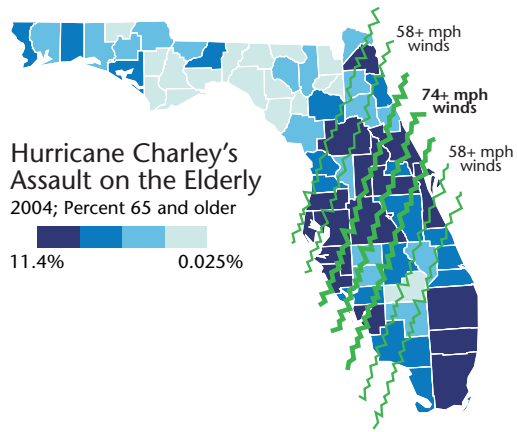 58+ mph
winds
74+ mph
winds
58+ mph
winds
Hurricane Charley's
Assault on the Elderly
2004; Percent 65 and older
11.4% 0.025%